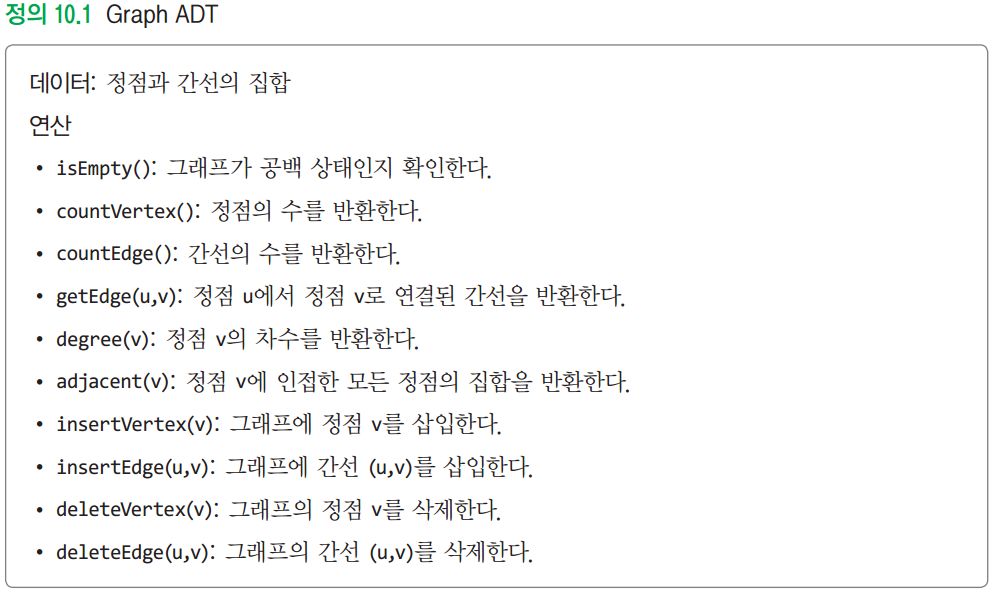 정의 10.1 Graph ADT
데이터: 정점과 간선의 집합
연산
• isEmpty(): 그래프가 공백 상태인지 확인한다.
• countVertex(): 정점의 수를 반환한다.
• countEdge(): 간선의 수를 반환한다.
• getEdge(u,v): 정점 u에서 정점 v로 연결된 간선을 반환한다.
• degree(v): 정점 v의 차수를 반환한다.
• adjacent(v): 정점 v에 인접한 모든 정점의 집합을 반환한다.
• insertVertex(v): 그래프에 정점 v를 삽입한다.
• insertEdge(u,v): 그래프에 간선 (u,v)를 삽입한다.
• deleteVertex(v): 그래프의 정점 v를 삭제한다.
• deleteEdge(u,v): 그래프의 간선 (u,v)를 삭제한다.